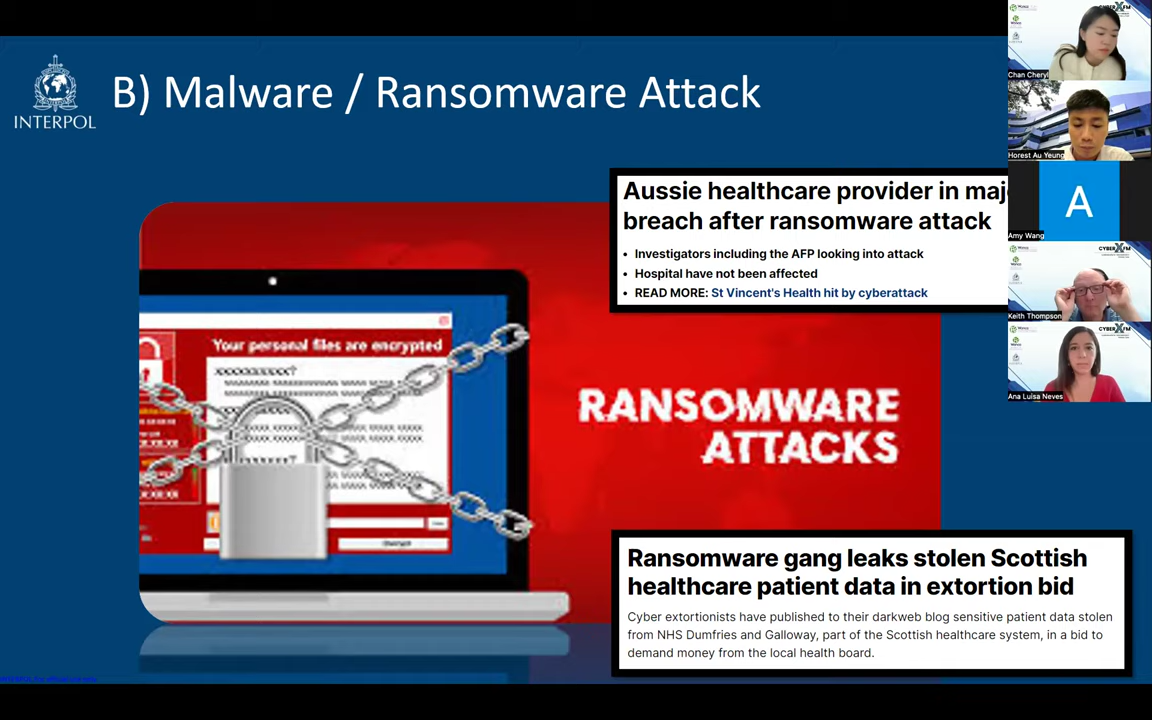 INTERPOL
B) Malware / Ransomware Attack
Aussie healthcare provider in maj
breach after ransomware attack
• Investigators including the AFP looking into attack
• Hospital have not been affected
• READ MORE: St Vincent's Health hit by cyberattack
Your personal files are encrypted
RANSOMWARE
ATTACKS
Ransomware gang leaks stolen Scottish
healthcare patient data in extortion bid
Cyber extortionists have published to their darkweb blog sensitive patient data stolen
from NHS Dumfries and Galloway, part of the Scottish healthcare system, in a bid to
demand money from the local health board.
Chan Cheryl
Horest Au Yeung
A
Amy Wang
CYBER XFM
Keith Thompson
CYBER XFM
Ana Luisa Neves